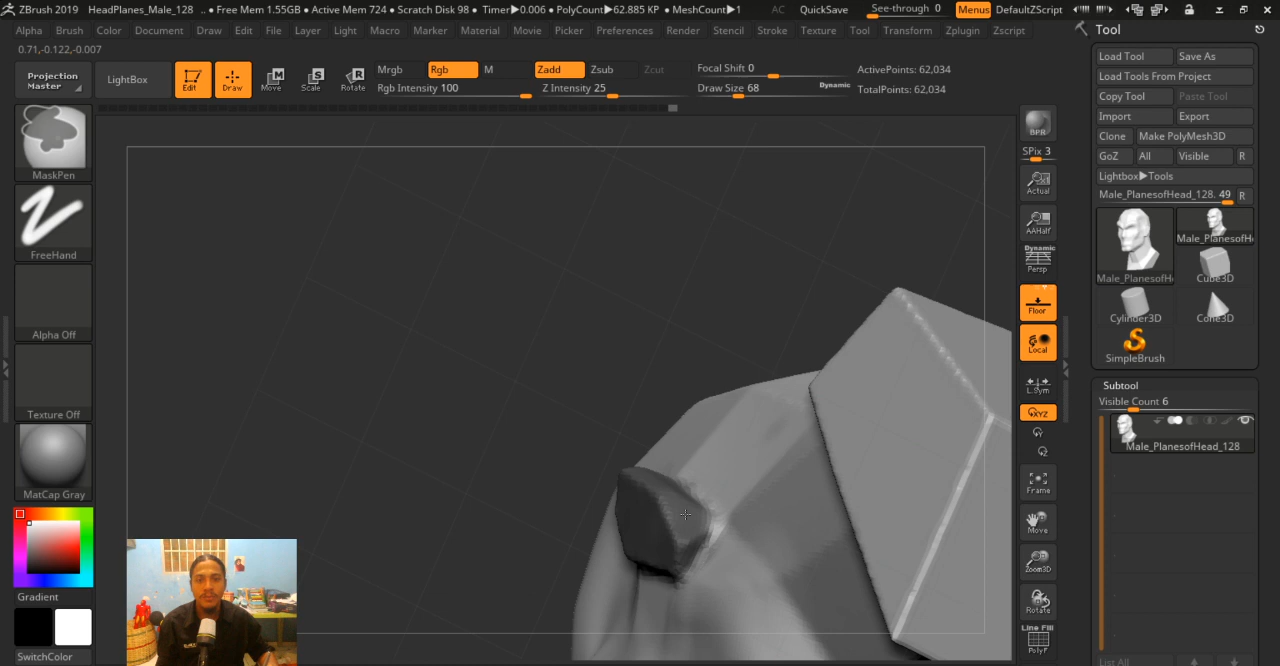 ZBrush 2019 HeadPlanes_Male_128 .. ● Free Mem 1.55GB ● Active Mem 724 ● Scratch Disk 98 ● Timer▶0.006 ● PolyCount▶62.885 KP ● MeshCount▶1 AC QuickSave See-through 0 Menus DefaultZScript
Alpha Brush Color Document Draw Edit File Layer Light Macro Marker Material Movie Picker Preferences Render Stencil Stroke Texture Tool Transform Zplugin Zscript
Tool
0.71,-0.122,-0.007
Projection Master
LightBox
Edit
Draw
Move
Scale
Rotate
Mrgb Rgb M
Rgb Intensity 100
Zadd Zsub Zcut
Z Intensity 25
Focal Shift 0
Draw Size 68 Dynamic
ActivePoints: 62,034
TotalPoints: 62,034
MaskPen
FreeHand
Alpha Off
Texture Off
MatCap Gray
Gradient
SwitchColor
BPR
SPix 3
Actual
AAHalf
Dynamic
Persp
Floor
Local
L.Sym
XYZ
Y
Z
Frame
Move
Zoom3D
Rotate
Line Fill
PolyF
Load Tool Save As
Load Tools From Project
Copy Tool Paste Tool
Import Export
Clone Make PolyMesh3D
GoZ All Visible R
Lightbox▶Tools
Male_PlanesofHead_128. 49 R
Male_PlanesofH
Male_PlanesofH
Cube3D
Cylinder3D
Cone3D
SimpleBrush
Subtool
Visible Count 6
Male_PlanesofHead_128
List All